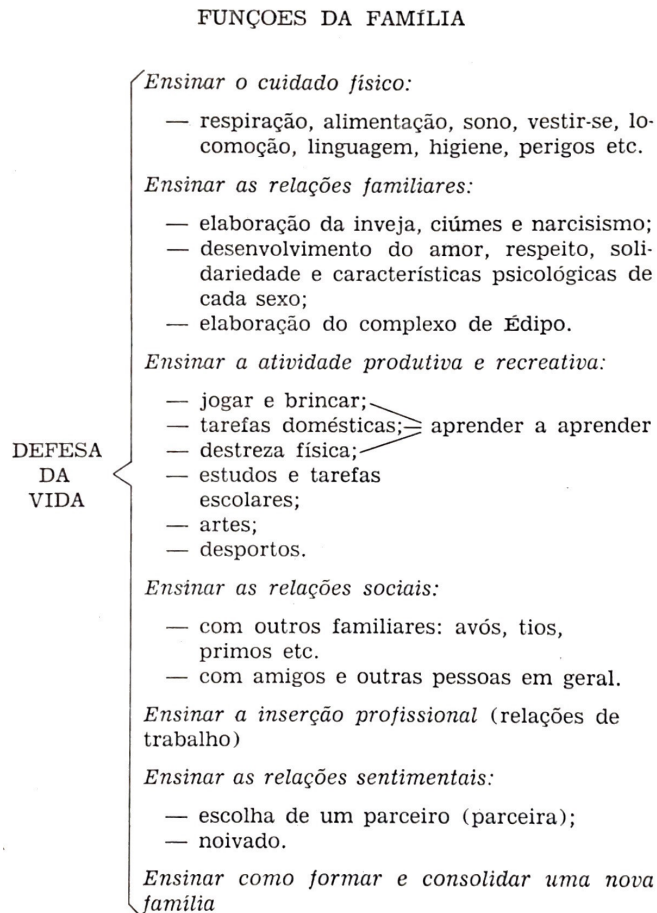 FUNÇOES DA FAMÍLIA
Ensinar o cuidado físico:
— respiração, alimentação, sono, vestir-se, lo-
comoção, linguagem, higiene, perigos etc.
Ensinar as relações familiares:
— elaboração da inveja, ciúmes e narcisismo;
— desenvolvimento do amor, respeito, soli-
dariedade e características psicológicas de
cada sexo;
— elaboração do complexo de Édipo.
Ensinar a atividade produtiva e recreativa:
— jogar e brincar;
— tarefas domésticas; aprender a aprender
— destreza física;
— estudos e tarefas
escolares;
— artes;
— desportos.
DEFESA
DA
VIDA
Ensinar as relações sociais:
— com outros familiares: avós, tios,
primos etc.
— com amigos e outras pessoas em geral.
Ensinar a inserção profissional (relações de
trabalho)
Ensinar as relações sentimentais:
— escolha de um parceiro (parceira);
— noivado.
Ensinar como formar e consolidar uma nova
família